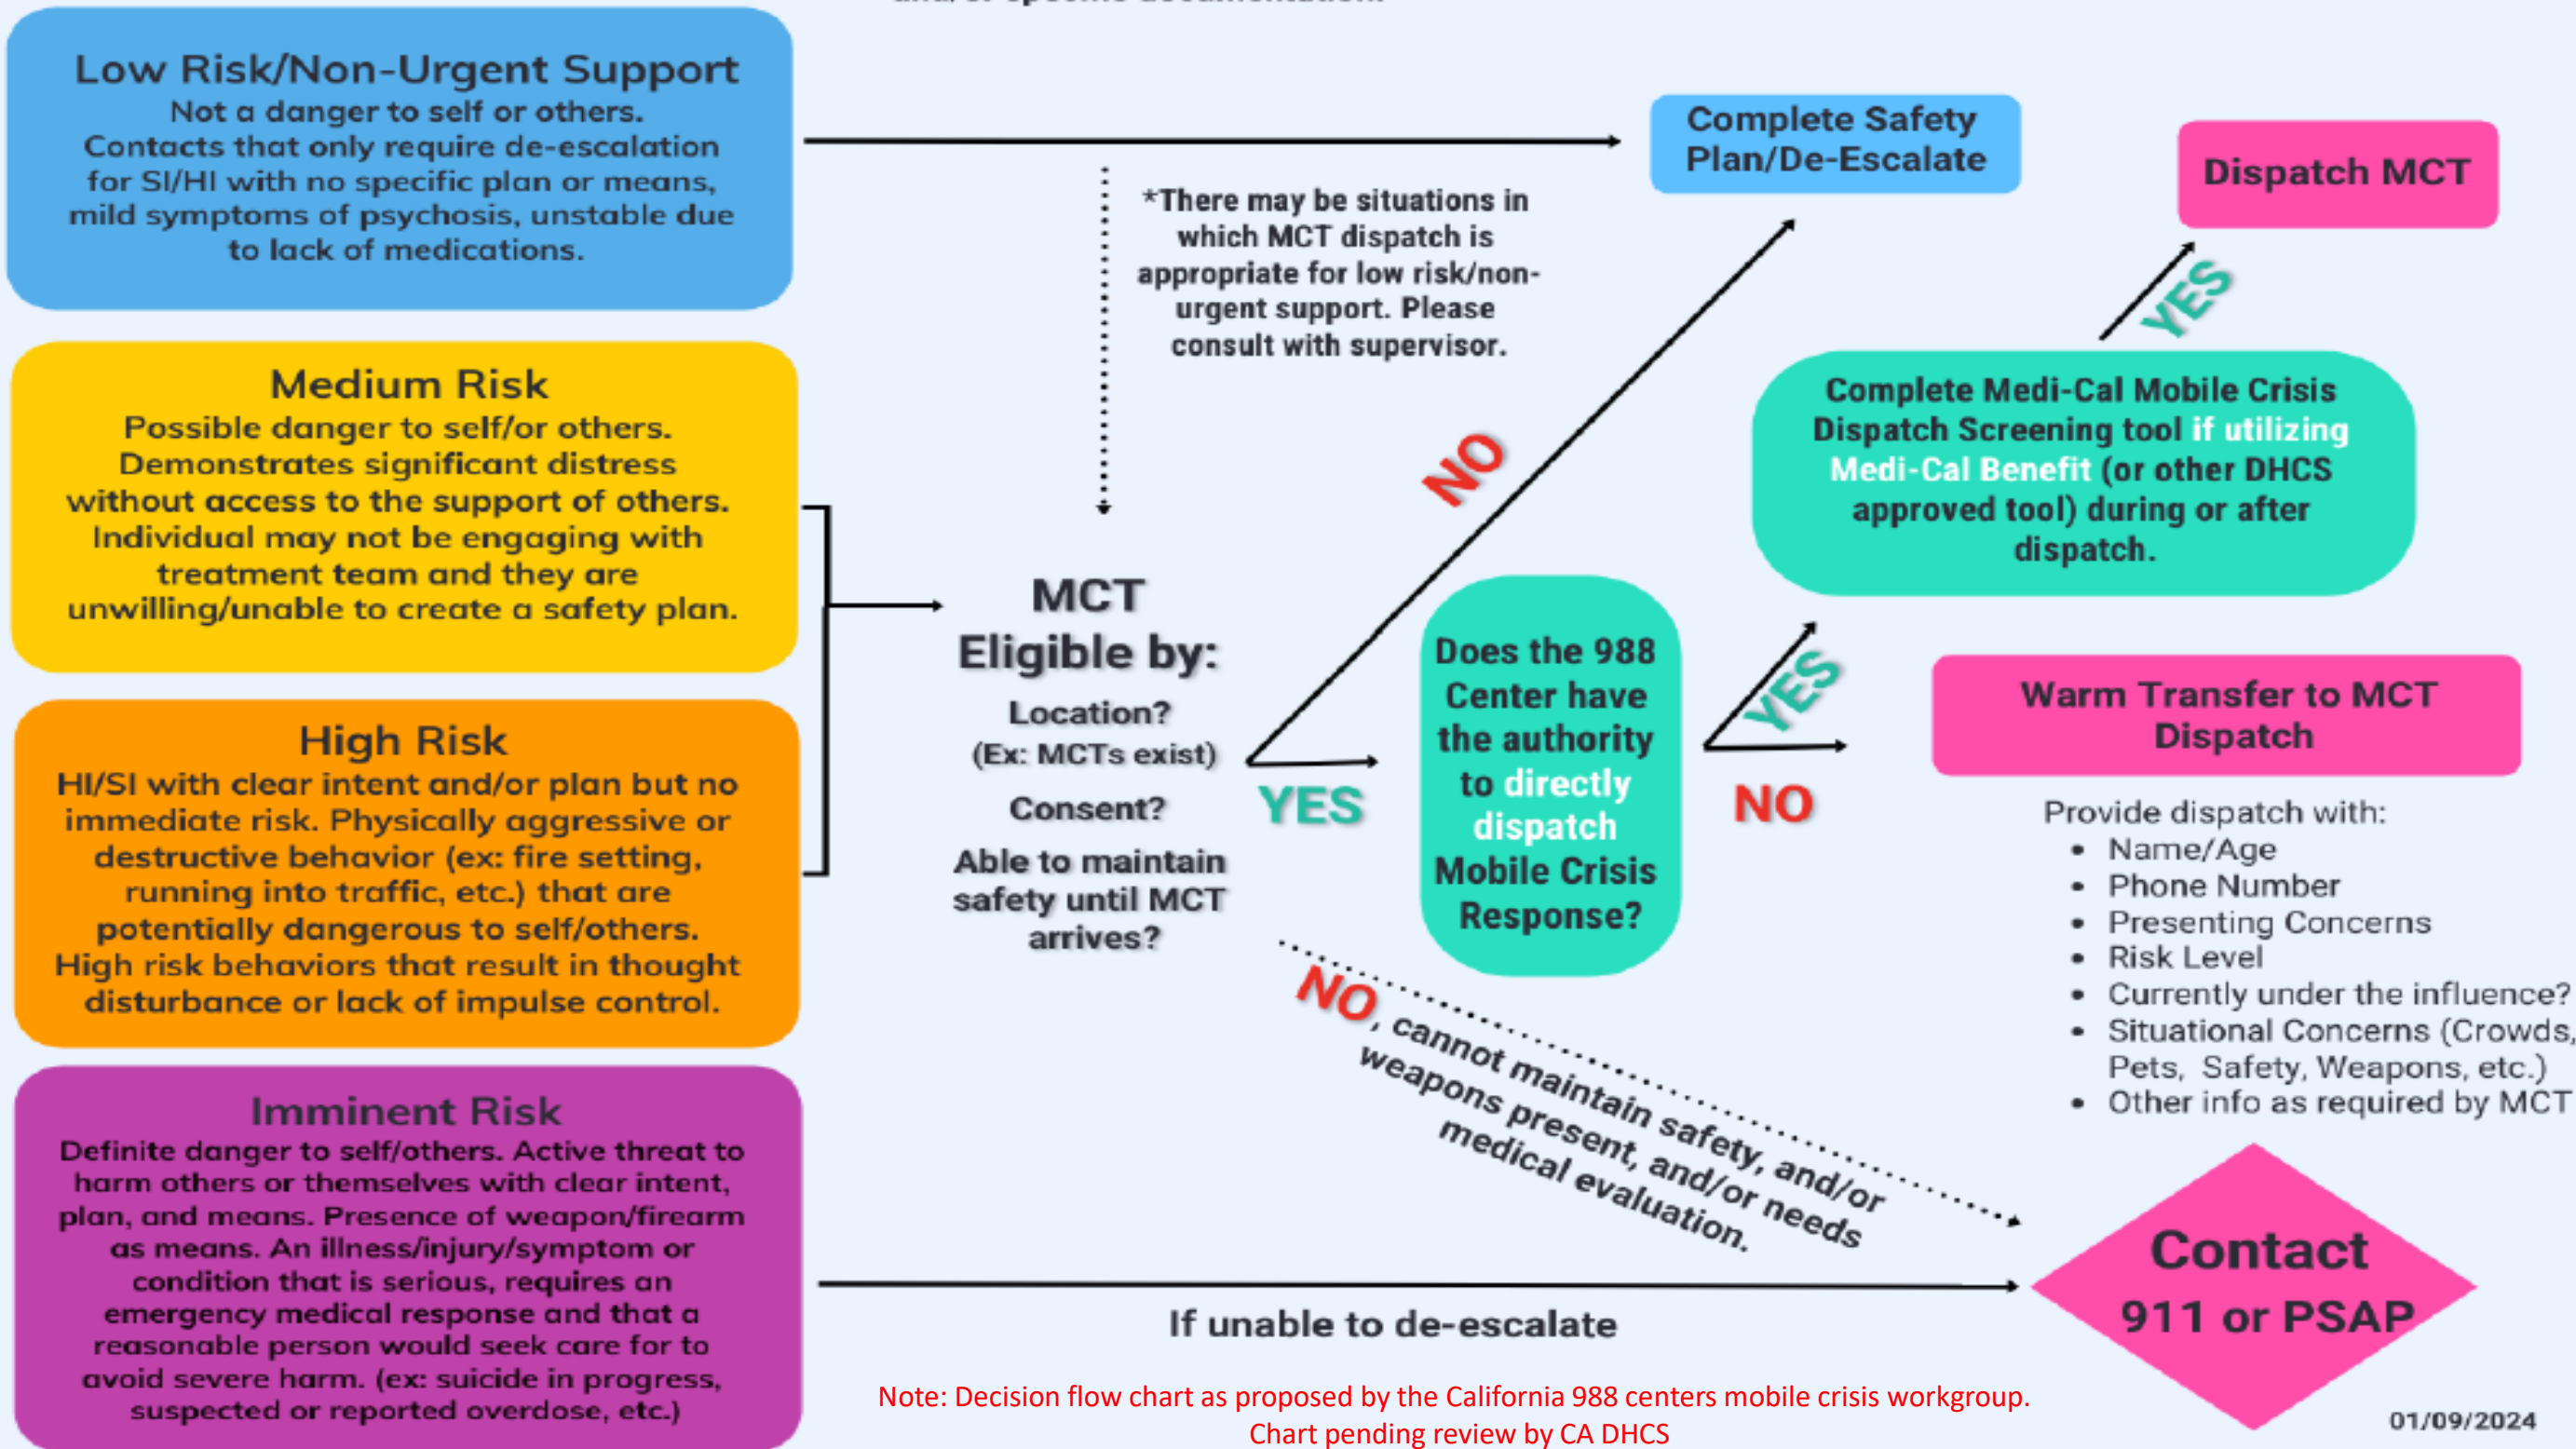 and/or specific documentation.
Low Risk/Non-Urgent Support
Not a danger to self or others.
Contacts that only require de-escalation
for SI/HI with no specific plan or means,
mild symptoms of psychosis, unstable due
to lack of medications.
Medium Risk
Possible danger to self/or others.
Demonstrates significant distress
without access to the support of others.
Individual may not be engaging with
treatment team and they are
unwilling/unable to create a safety plan.
High Risk
HI/SI with clear intent and/or plan but no
immediate risk. Physically aggressive or
destructive behavior (ex: fire setting,
running into traffic, etc.) that are
potentially dangerous to self/others.
High risk behaviors that result in thought
disturbance or lack of impulse control.
Imminent Risk
Definite danger to self/others. Active threat to
harm others or themselves with clear intent,
plan, and means. Presence of weapon/firearm
as means. An illness/injury/symptom or
condition that is serious, requires an
emergency medical response and that a
reasonable person would seek care for to
avoid severe harm. (ex: suicide in progress,
suspected or reported overdose, etc.)
*There may be situations in
which MCT dispatch is
appropriate for low risk/non-
urgent support. Please
consult with supervisor.
MCT
Eligible by:
Location?
(Ex: MCTs exist)
Consent?
Able to maintain
safety until MCT
arrives?
NO
YES
Complete Safety
Plan/De-Escalate
Does the 988
Center have
the authority
to directly
dispatch
Mobile Crisis
Response?
YES
NO
Complete Medi-Cal Mobile Crisis
Dispatch Screening tool if utilizing
Medi-Cal Benefit (or other DHCS
approved tool) during or after
dispatch.
YES
Dispatch MCT
Warm Transfer to MCT
Dispatch
Provide dispatch with:
• Name/Age
• Phone Number
• Presenting Concerns
• Risk Level
• Currently under the influence?
• Situational Concerns (Crowds,
Pets, Safety, Weapons, etc.)
• Other info as required by MCT
NO, cannot maintain safety, and/or
weapons present, and/or needs
medical evaluation.
If unable to de-escalate
Contact
911 or PSAP
Note: Decision flow chart as proposed by the California 988 centers mobile crisis workgroup.
Chart pending review by CA DHCS
01/09/2024